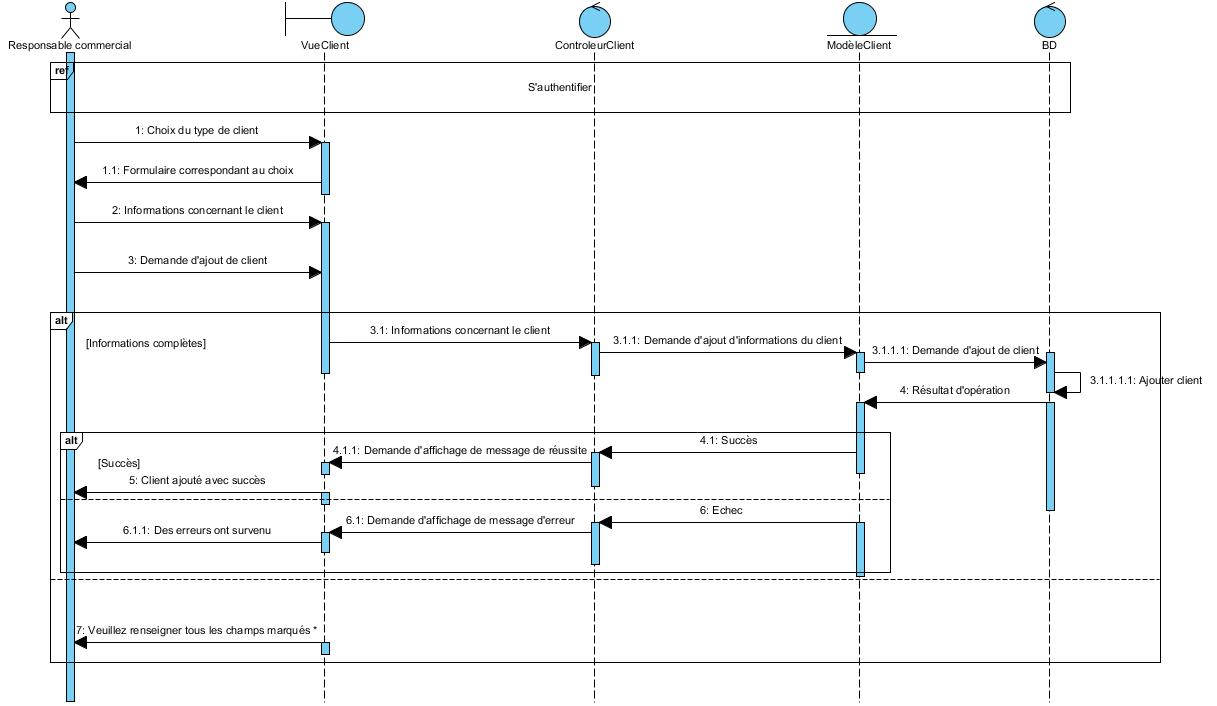 Responsable commercial
VueClient
ControleurClient
ModèleClient
BD
ref
S'authentifier
1: Choix du type de client
1.1: Formulaire correspondant au choix
2: Informations concernant le client
3: Demande d'ajout de client
alt
[Informations complètes]
3.1: Informations concernant le client
3.1.1: Demande d'ajout d'informations du client
3.1.1.1: Demande d'ajout de client
3.1.1.1.1: Ajouter client
4: Résultat d'opération
alt
[Succès]
4.1: Succès
4.1.1: Demande d'affichage de message de réussite
5: Client ajouté avec succès
6: Echec
6.1: Demande d'affichage de message d'erreur
6.1.1: Des erreurs ont survenu
7: Veuillez renseigner tous les champs marqués *